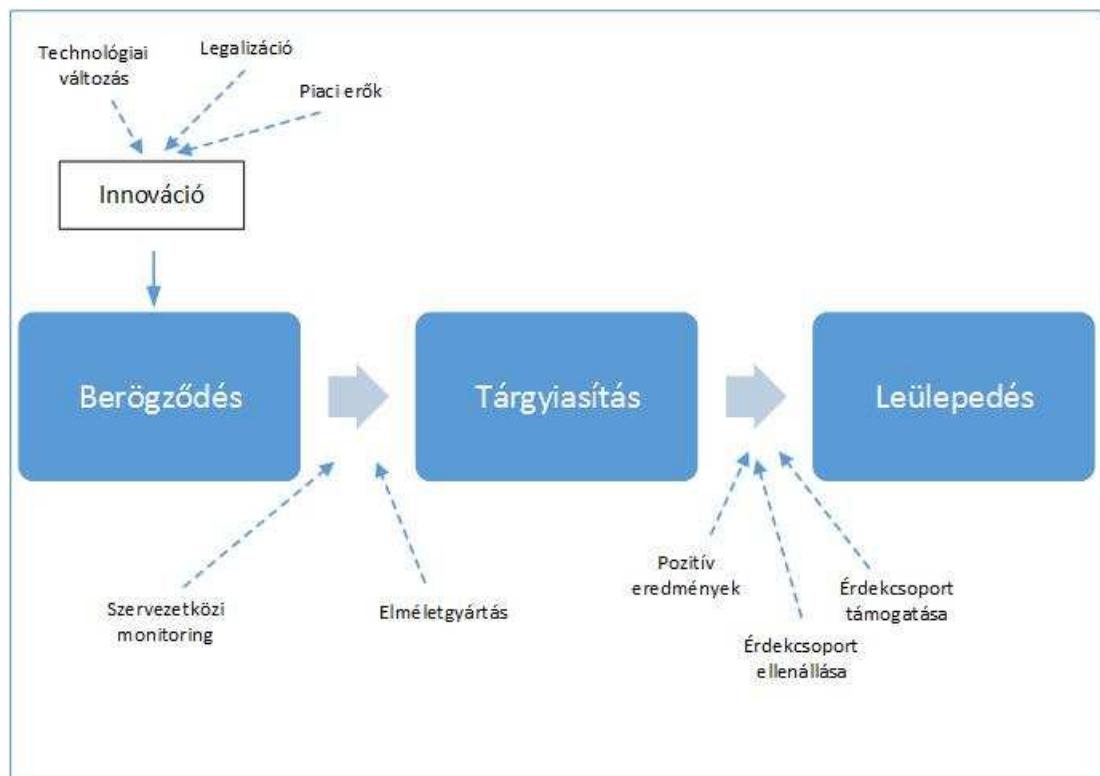 Technológiai
változás
Legalizáció
Piaci erők
Innováció
Berögződés
Tárgyiasítás
Leülepedés
Szervezetközi
monitoring
Elméletgyártás
Pozitív
eredmények
Érdekcsoport
ellenállása
Érdekcsoport
támogatása